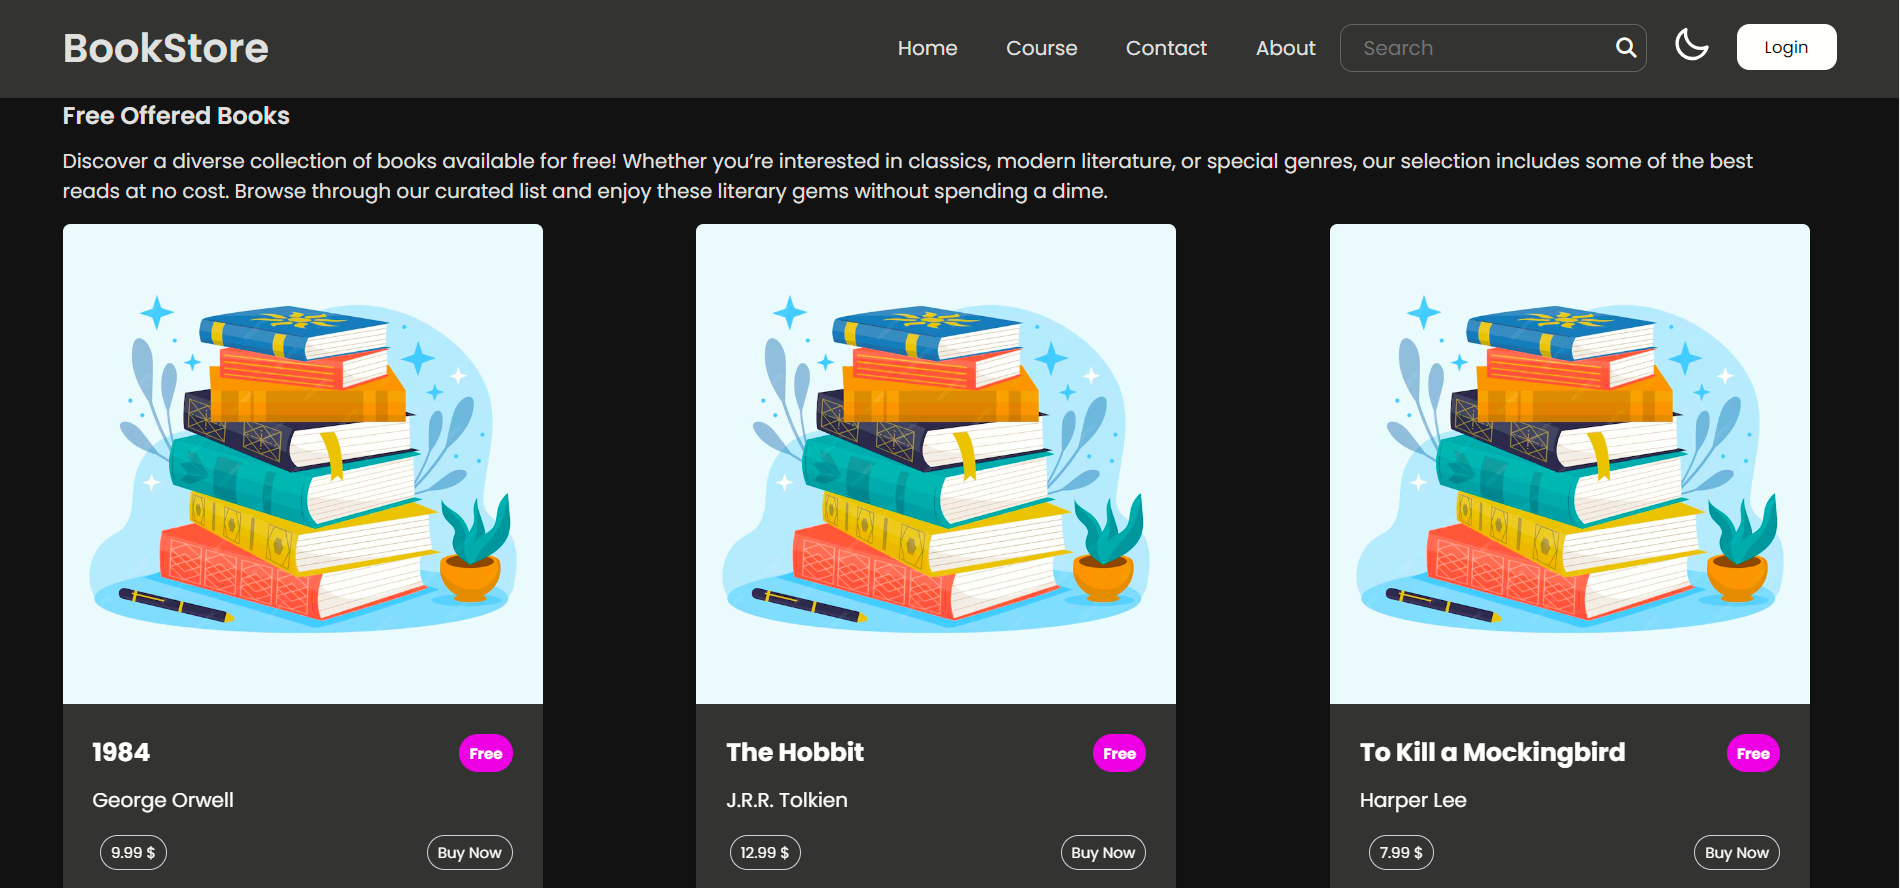 BookStore
Home
Course
Contact
About
Search
Login
Free Offered Books
Discover a diverse collection of books available for free! Whether you’re interested in classics, modern literature, or special genres, our selection includes some of the best
reads at no cost. Browse through our curated list and enjoy these literary gems without spending a dime.
1984
Free
George Orwell
9.99 $
Buy Now
The Hobbit
Free
J.R.R. Tolkien
12.99 $
Buy Now
To Kill a Mockingbird
Free
Harper Lee
7.99 $
Buy Now